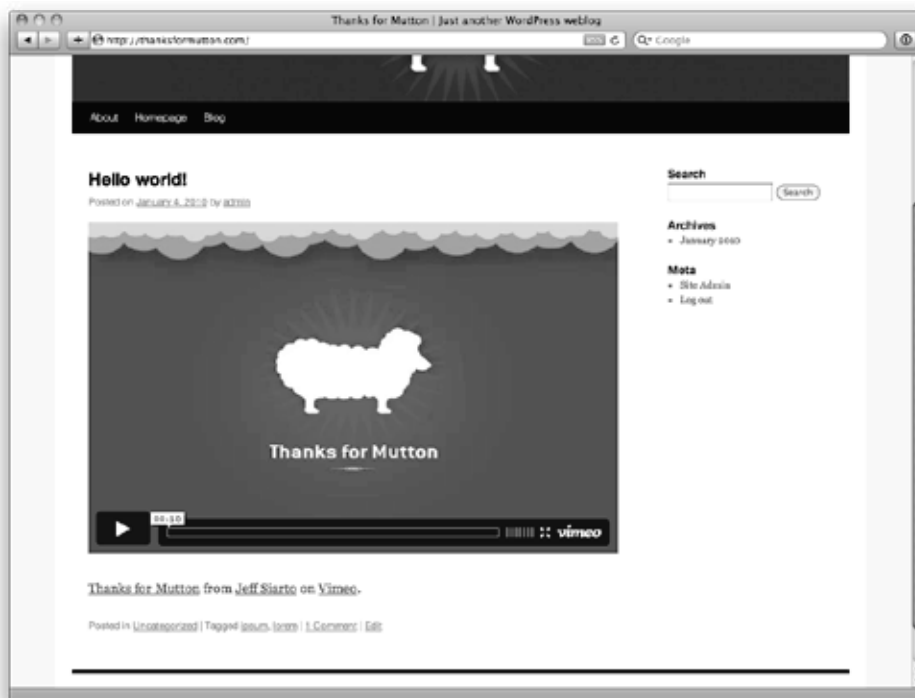 Thanks for Mutton | Just another WordPress weblog
http://thanksformutton.com/
Google
About Homepage Blog
Hello world!
Posted on January 4, 2010 by admin
Search
Search
Archives
January 2010
Meta
Site Admin
Log out
Thanks for Mutton
00:10
vimeo
Thanks for Mutton from Jeff Siarto on Vimeo.
Posted in Uncategorized | Tagged ipsum, lorem | 1 Comment | Edit